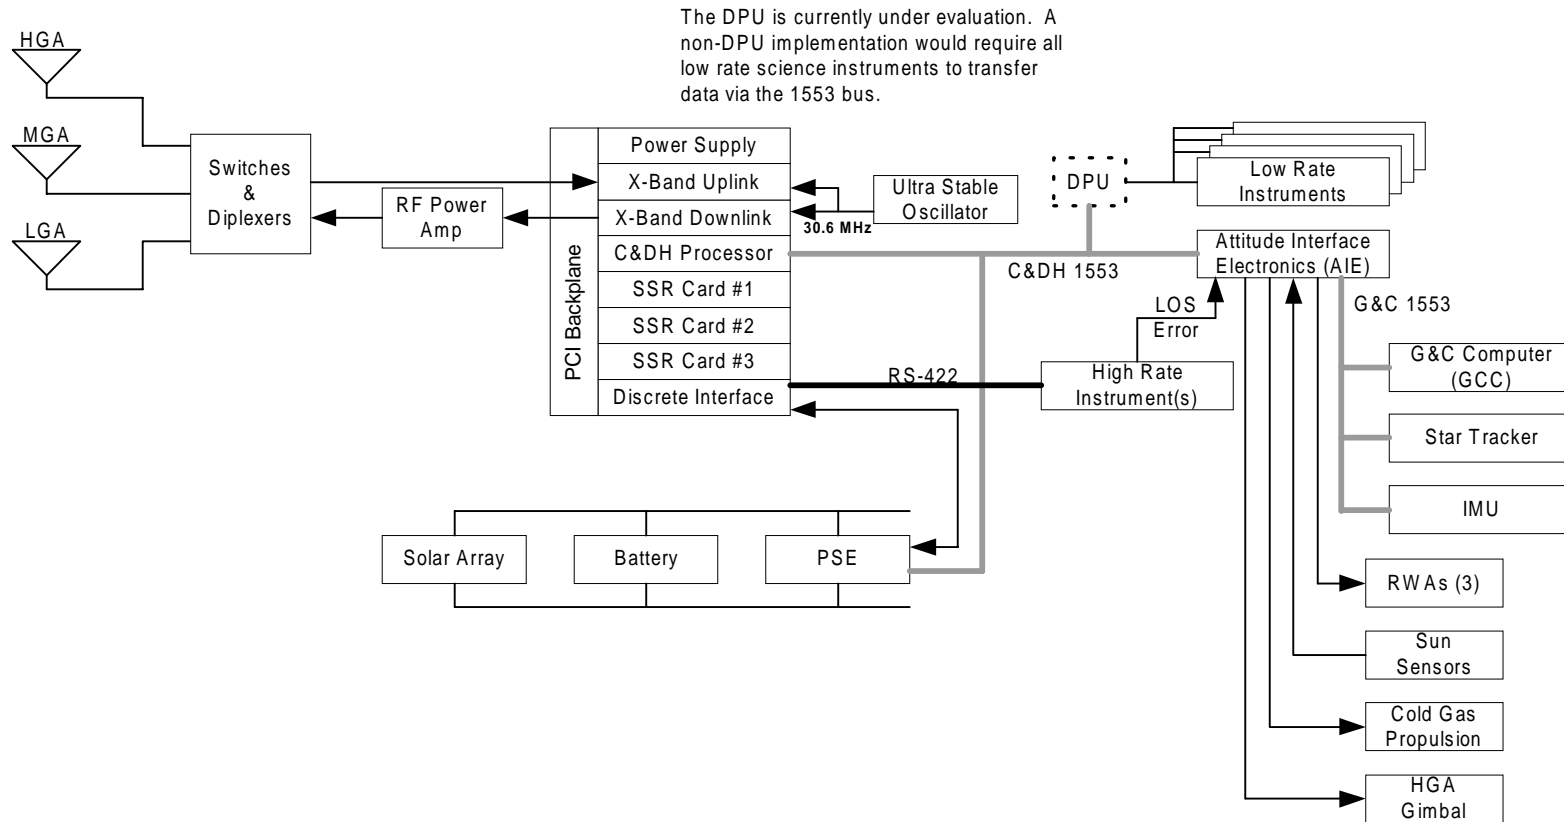 The DPU is currently under evaluation. A
non-DPU implementation would require all
low rate science instruments to transfer
data via the 1553 bus.
HGA
MGA
LGA
Switches
&
Diplexers
RF Power
Amp
PCI Backplane
Power Supply
X-Band Uplink
X-Band Downlink
C&DH Processor
SSR Card #1
SSR Card #2
SSR Card #3
Discrete Interface
Ultra Stable
Oscillator
30.6 MHz
DPU
Low Rate
Instruments
C&DH 1553
Attitude Interface
Electronics (AIE)
LOS
Error
G&C 1553
RS-422
High Rate
Instrument(s)
G&C Computer
(GCC)
Star Tracker
IMU
Solar Array
Battery
PSE
RWAs (3)
Sun
Sensors
Cold Gas
Propulsion
HGA
Gimbal